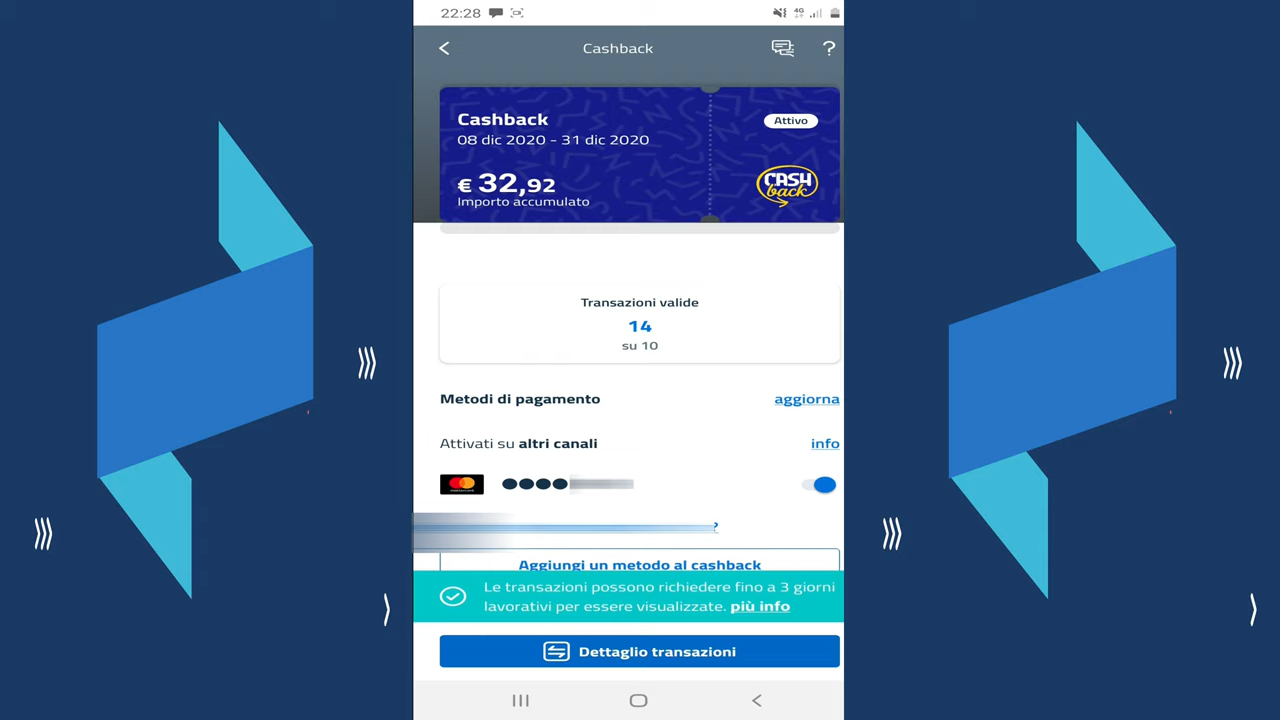 22:28
4G
Cashback
?
Cashback
Attivo
08 dic 2020 - 31 dic 2020
€ 32,92
Importo accumulato
CASH
back
Transazioni valide
14
su 10
Metodi di pagamento
aggiorna
Attivati su altri canali
info
mastercard
?
Aggiungi un metodo al cashback
Le transazioni possono richiedere fino a 3 giorni
lavorativi per essere visualizzate. più info
Dettaglio transazioni